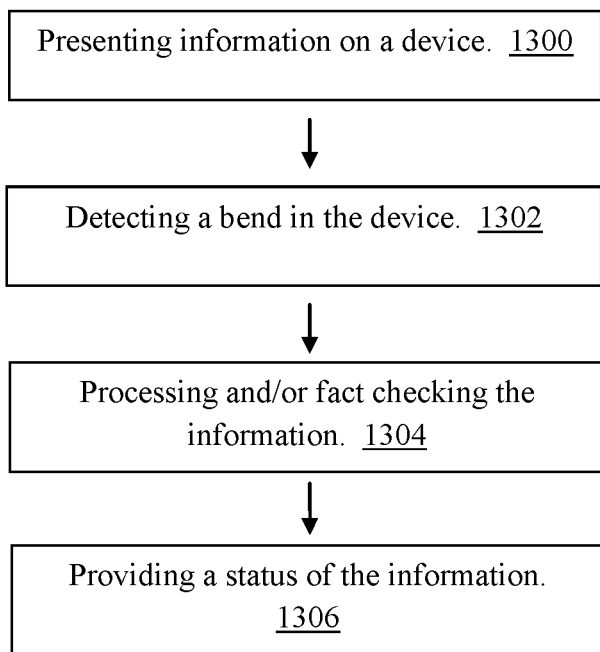 Presenting information on a device. 1300
Detecting a bend in the device. 1302
Processing and/or fact checking the
information. 1304
Providing a status of the information.
1306